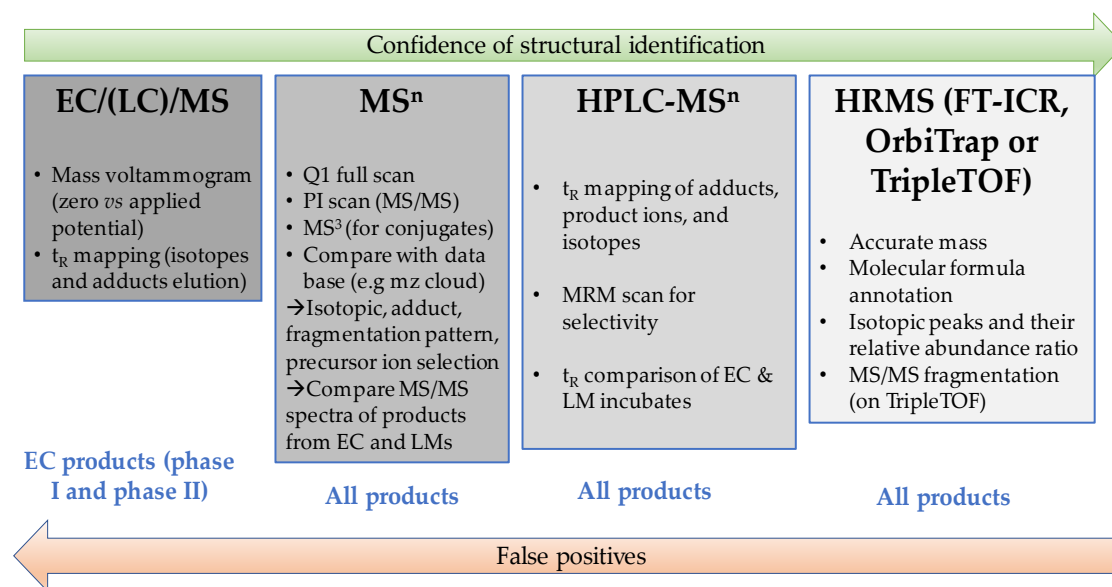 Confidence of structural identification
EC/(LC)/MS
• Mass voltammogram
(zero vs applied
potential)
• tR mapping (isotopes
and adducts elution)
EC products (phase
I and phase II)
MSⁿ
• Q1 full scan
• PI scan (MS/MS)
• MS³ (for conjugates)
• Compare with data
base (e.g mz cloud)
→Isotopic, adduct,
fragmentation pattern,
precursor ion selection
→Compare MS/MS
spectra of products
from EC and LMs
All products
HPLC-MSⁿ
• tR mapping of adducts,
product ions, and
isotopes
• MRM scan for
selectivity
• tR comparison of EC &
LM incubates
All products
HRMS (FT-ICR,
OrbiTrap or
TripleTOF)
• Accurate mass
• Molecular formula
annotation
• Isotopic peaks and their
relative abundance ratio
• MS/MS fragmentation
(on TripleTOF)
All products
False positives